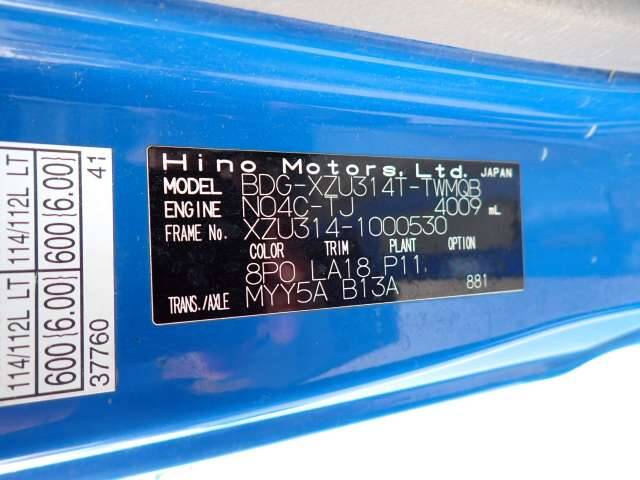 Hino Motors, Ltd. JAPAN
MODEL BDG-XZU314T-TWMQB
ENGINE N04C-TJ 4009 mL
FRAME No. XZU314-1000530
COLOR TRIM PLANT OPTION
8P0 LA18 P11
TRANS./AXLE MYY5A B13A 881
114/112L LT 114/112L LT
600 (6.00) 600 (6.00)
37760 41